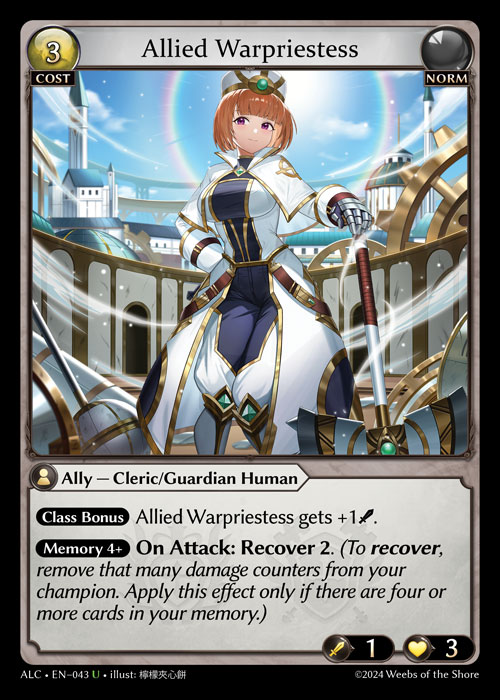 3
Allied Warpriestess
COST
NORM
Ally — Cleric/Guardian Human
Class Bonus Allied Warpriestess gets +1.
Memory 4+ On Attack: Recover 2. (To recover,
remove that many damage counters from your
champion. Apply this effect only if there are four or
more cards in your memory.)
1
3
ALC • EN–043 U • illust: 檸檬夾心餅
©2024 Weebs of the Shore